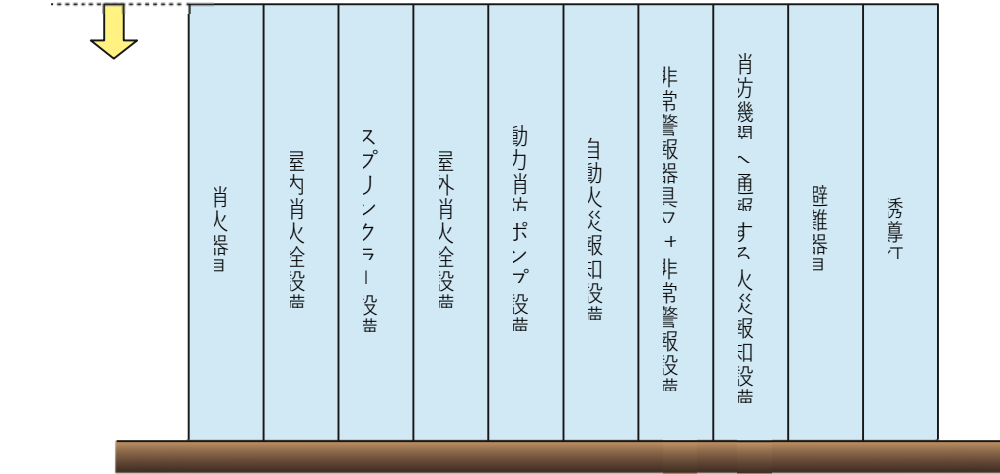 消火器具
屋内消火栓設備
スプリンクラー設備
屋外消火栓設備
動力消防ポンプ設備
自動火災報知設備
非常警報器具又は非常警報設備
消防機関へ通報する火災報知設備
避難器具
誘導灯